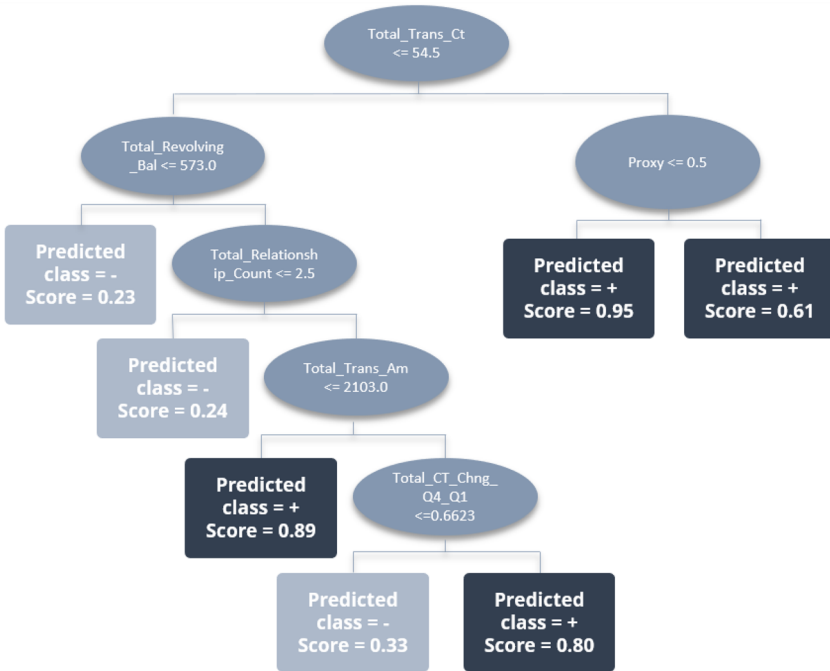 Total_Trans_Ct
<= 54.5
Total_Revolving
_Bal <= 573.0
Proxy <= 0.5
Predicted
class = -
Score = 0.23
Total_Relationsh
ip_Count <= 2.5
Predicted
class = +
Score = 0.95
Predicted
class = +
Score = 0.61
Predicted
class = -
Score = 0.24
Total_Trans_Am
<= 2103.0
Predicted
class = +
Score = 0.89
Total_CT_Chng_
Q4_Q1
<=0.6623
Predicted
class = -
Score = 0.33
Predicted
class = +
Score = 0.80